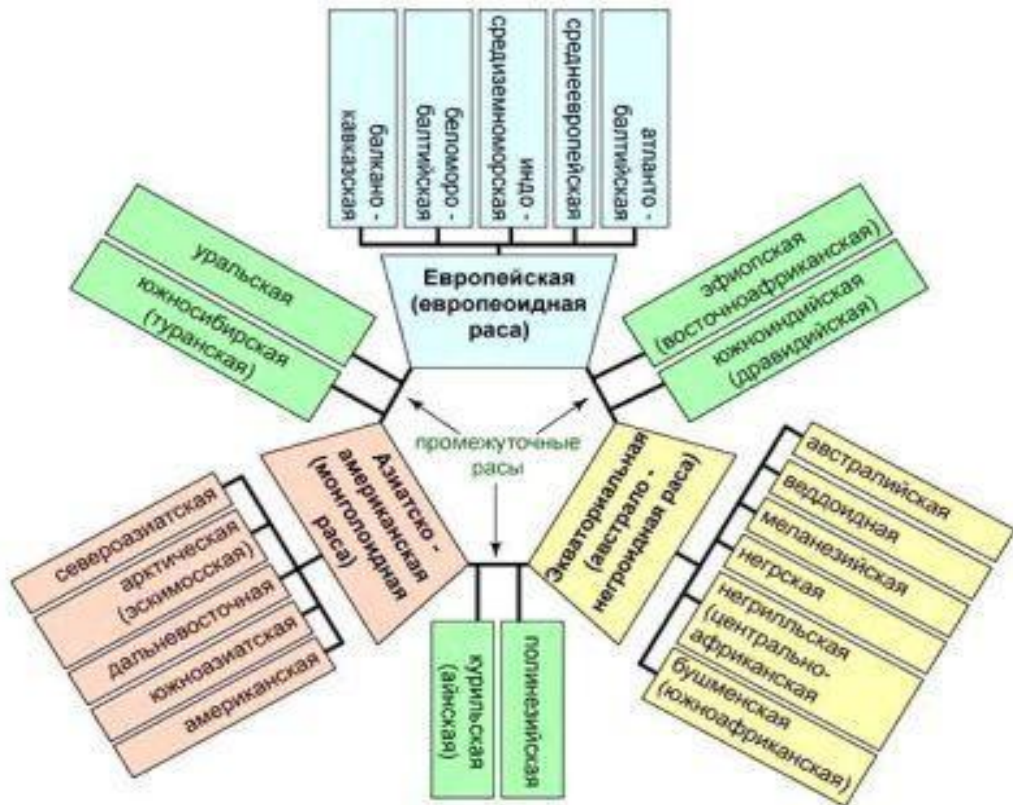 балкано -
кавказская
беломоро -
балтийская
индо -
средиземноморская
среднеевропейская
атланто -
балтийская
Европейская
(европеоидная
раса)
уральская
южносибирская
(туранская)
эфиопская
(восточноафриканская)
южноиндийская
(дравидийская)
промежуточные
расы
Азиатско -
американская
(монголоидная
раса)
Экваториальная
(австрало -
негроидная раса)
североазиатская
арктическая
(эскимосская)
дальневосточная
южноазиатская
американская
австралийская
веддоидная
меланезийская
негрская
негрилльская
(центрально-
африканская
бушменская
(южноафриканская)
курильская
(айнская)
полинезийская